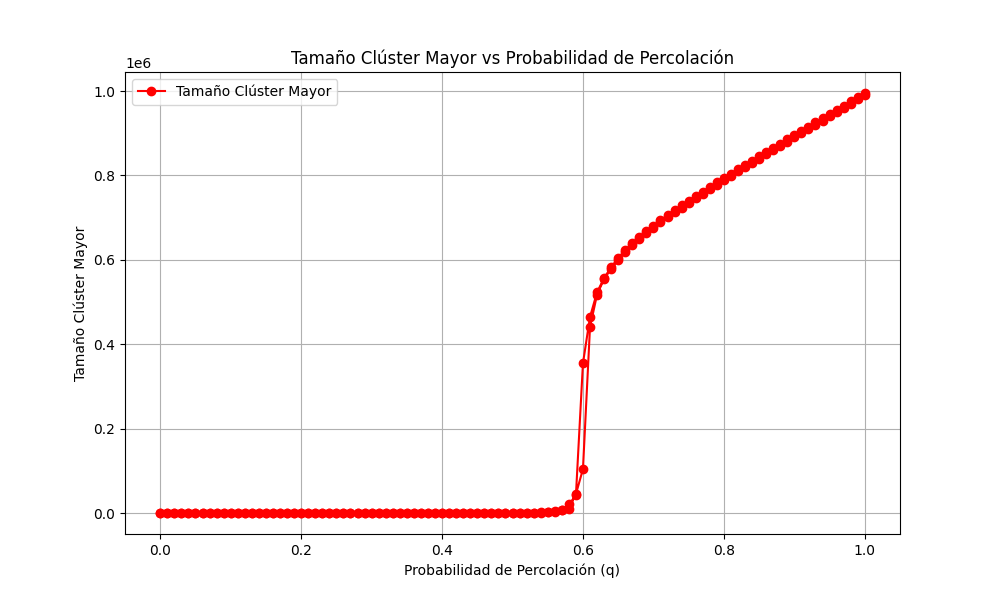 Tamaño Clúster Mayor vs Probabilidad de Percolación
1e6
Tamaño Clúster Mayor
1.0
0.8
0.6
0.4
0.2
0.0
Tamaño Clúster Mayor
0.0 0.2 0.4 0.6 0.8 1.0
Probabilidad de Percolación (q)